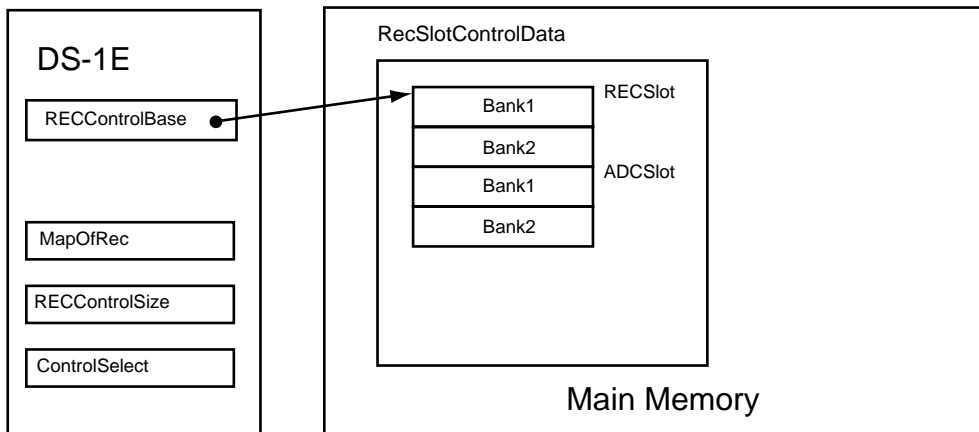 DS-1E
RECControlBase
MapOfRec
RECControlSize
ControlSelect
RecSlotControlData
Bank1
RECSlot
Bank2
Bank1
ADCSlot
Bank2
Main Memory